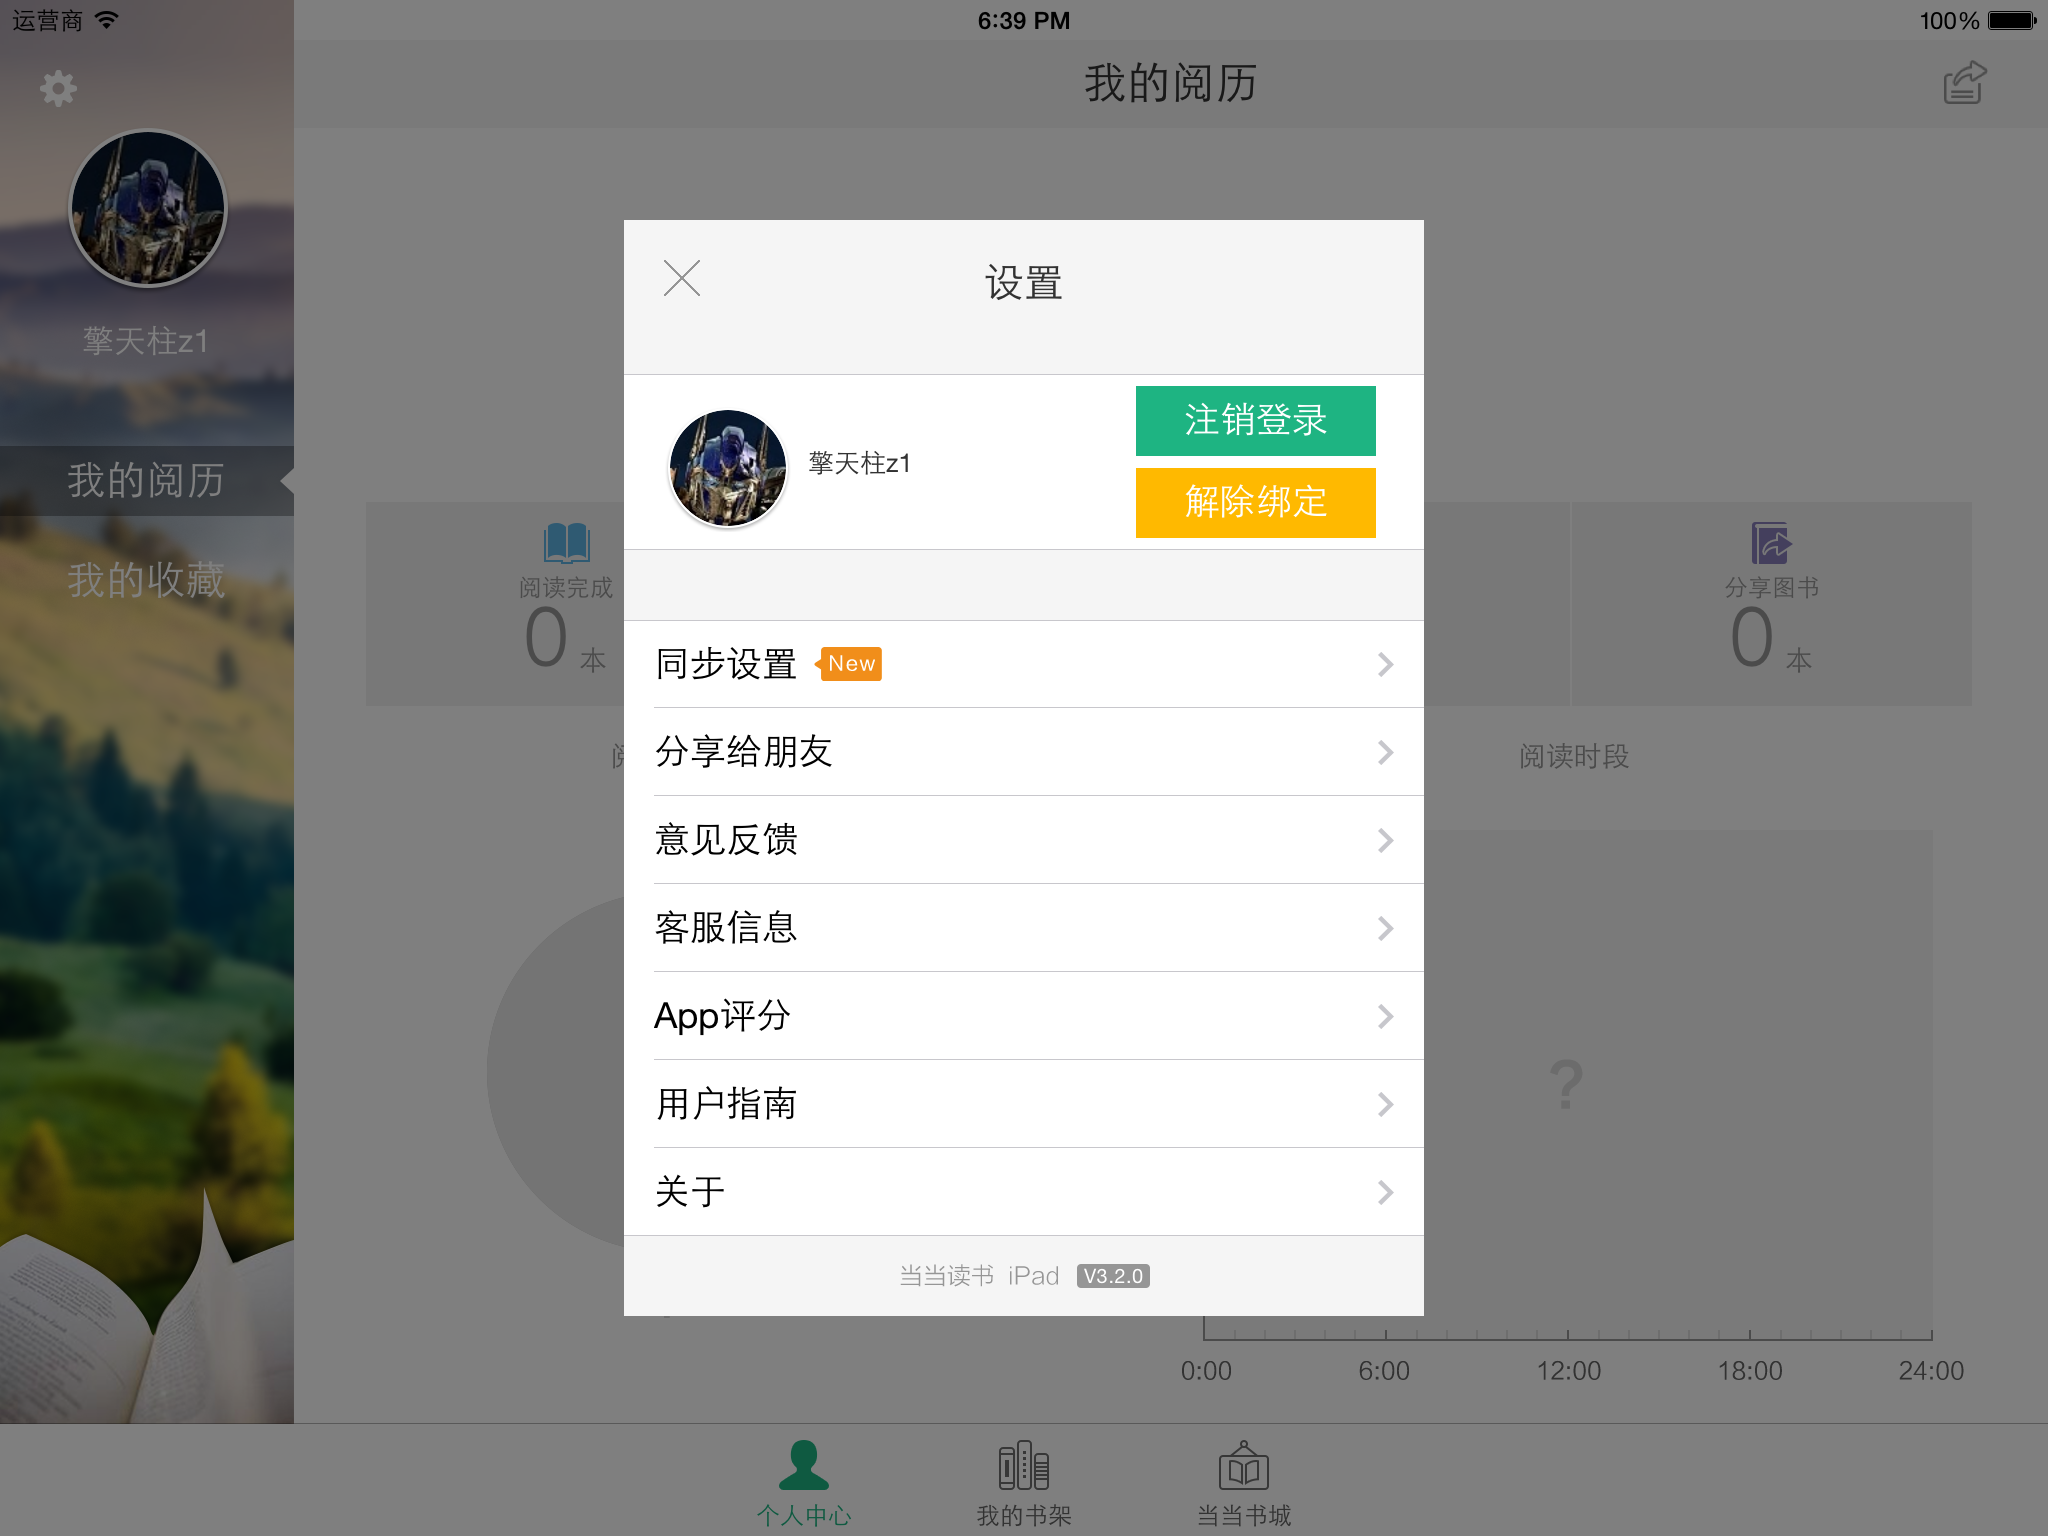 运营商
6:39 PM
100%
我的阅历
擎天柱z1
我的阅历
我的收藏
设置
擎天柱z1
注销登录
解除绑定
阅读完成
0 本
分享图书
0 本
阅读时段
同步设置 New
分享给朋友
意见反馈
客服信息
App评分
用户指南
关于
当当读书 iPad V3.2.0
?
0:00 6:00 12:00 18:00 24:00
个人中心 我的书架 当当书城